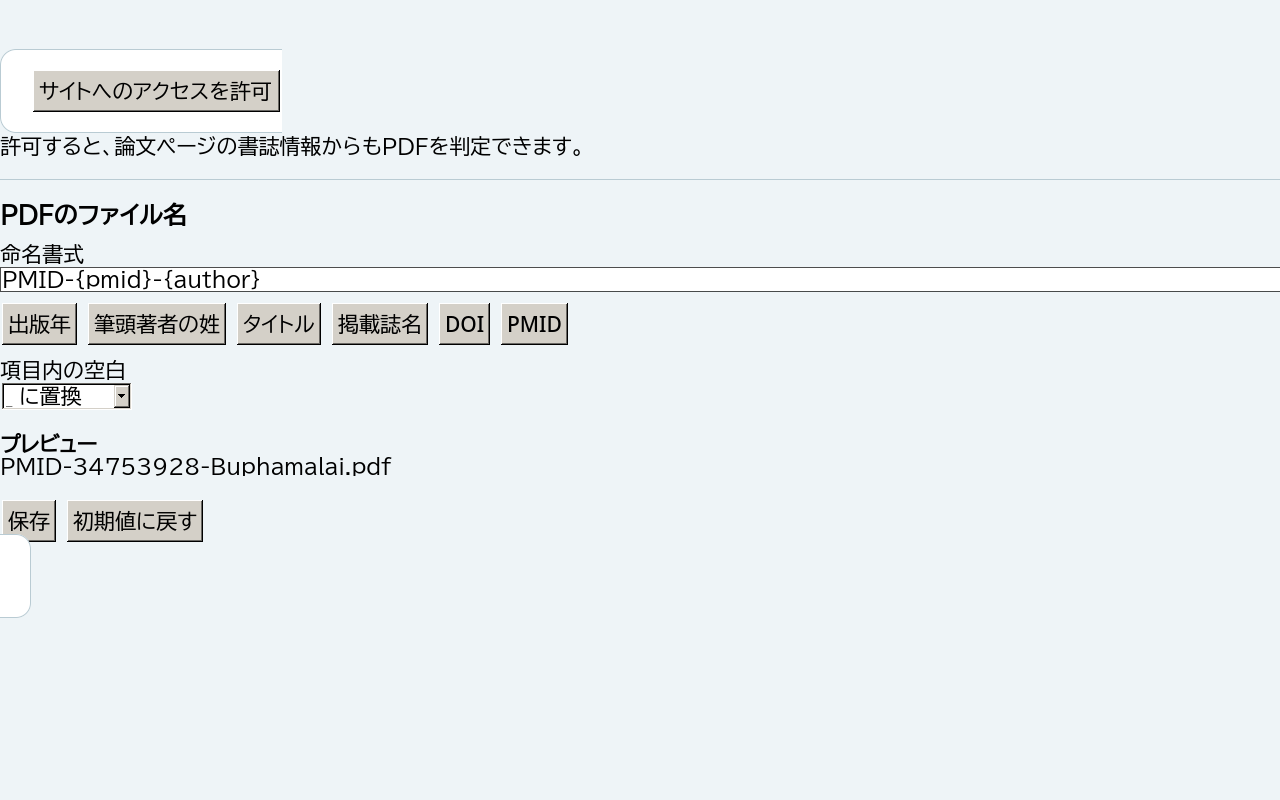 サイトへのアクセスを許可
許可すると、論文ページの書誌情報からもPDFを判定できます。
PDFのファイル名
命名書式
PMID-{pmid}-{author}
出版年 筆頭著者の姓 タイトル 掲載誌名 DOI PMID
項目内の空白
_ に置換
プレビュー
PMID-34753928-Buphamalai.pdf
保存 初期値に戻す